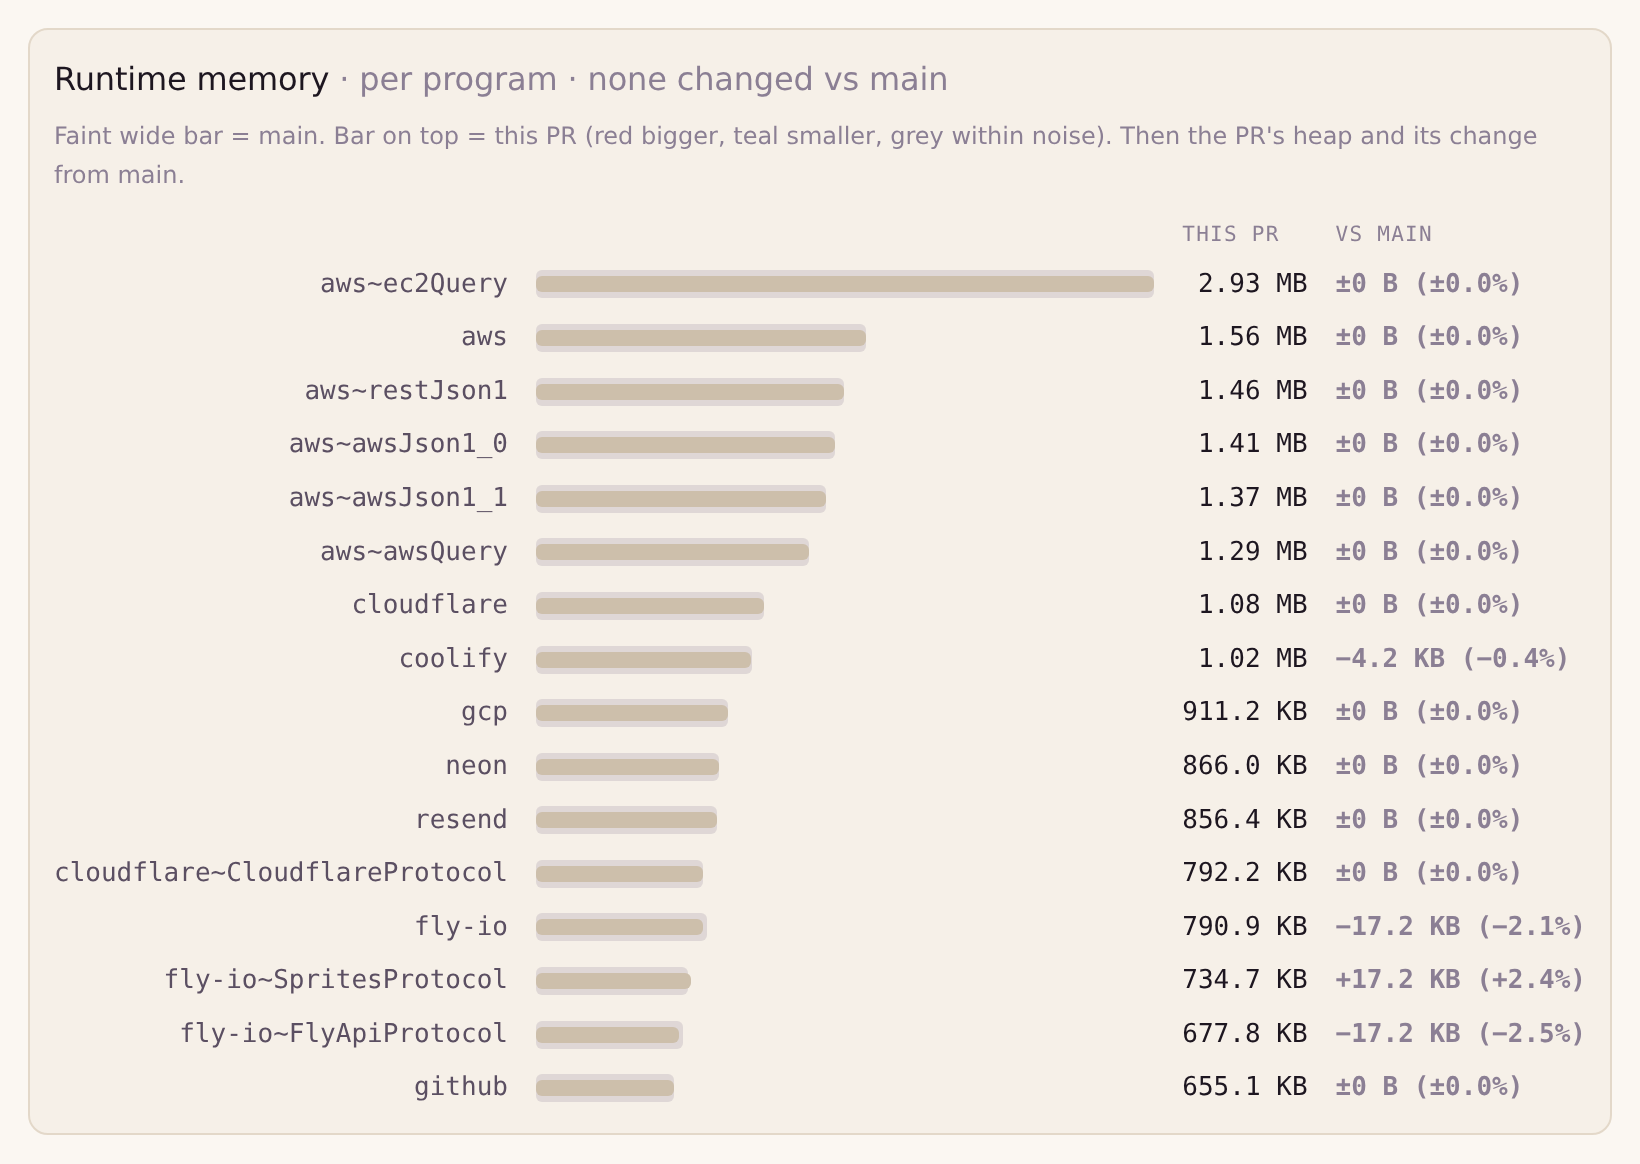 Runtime memory · per program · none changed vs main
Faint wide bar = main. Bar on top = this PR (red bigger, teal smaller, grey within noise). Then the PR's heap and its change
from main.
THIS PR VS MAIN
aws~ec2Query 2.93 MB ±0 B (±0.0%)
aws 1.56 MB ±0 B (±0.0%)
aws~restJson1 1.46 MB ±0 B (±0.0%)
aws~awsJson1_0 1.41 MB ±0 B (±0.0%)
aws~awsJson1_1 1.37 MB ±0 B (±0.0%)
aws~awsQuery 1.29 MB ±0 B (±0.0%)
cloudflare 1.08 MB ±0 B (±0.0%)
coolify 1.02 MB −4.2 KB (−0.4%)
gcp 911.2 KB ±0 B (±0.0%)
neon 866.0 KB ±0 B (±0.0%)
resend 856.4 KB ±0 B (±0.0%)
cloudflare~CloudflareProtocol 792.2 KB ±0 B (±0.0%)
fly-io 790.9 KB −17.2 KB (−2.1%)
fly-io~SpritesProtocol 734.7 KB +17.2 KB (+2.4%)
fly-io~FlyApiProtocol 677.8 KB −17.2 KB (−2.5%)
github 655.1 KB ±0 B (±0.0%)